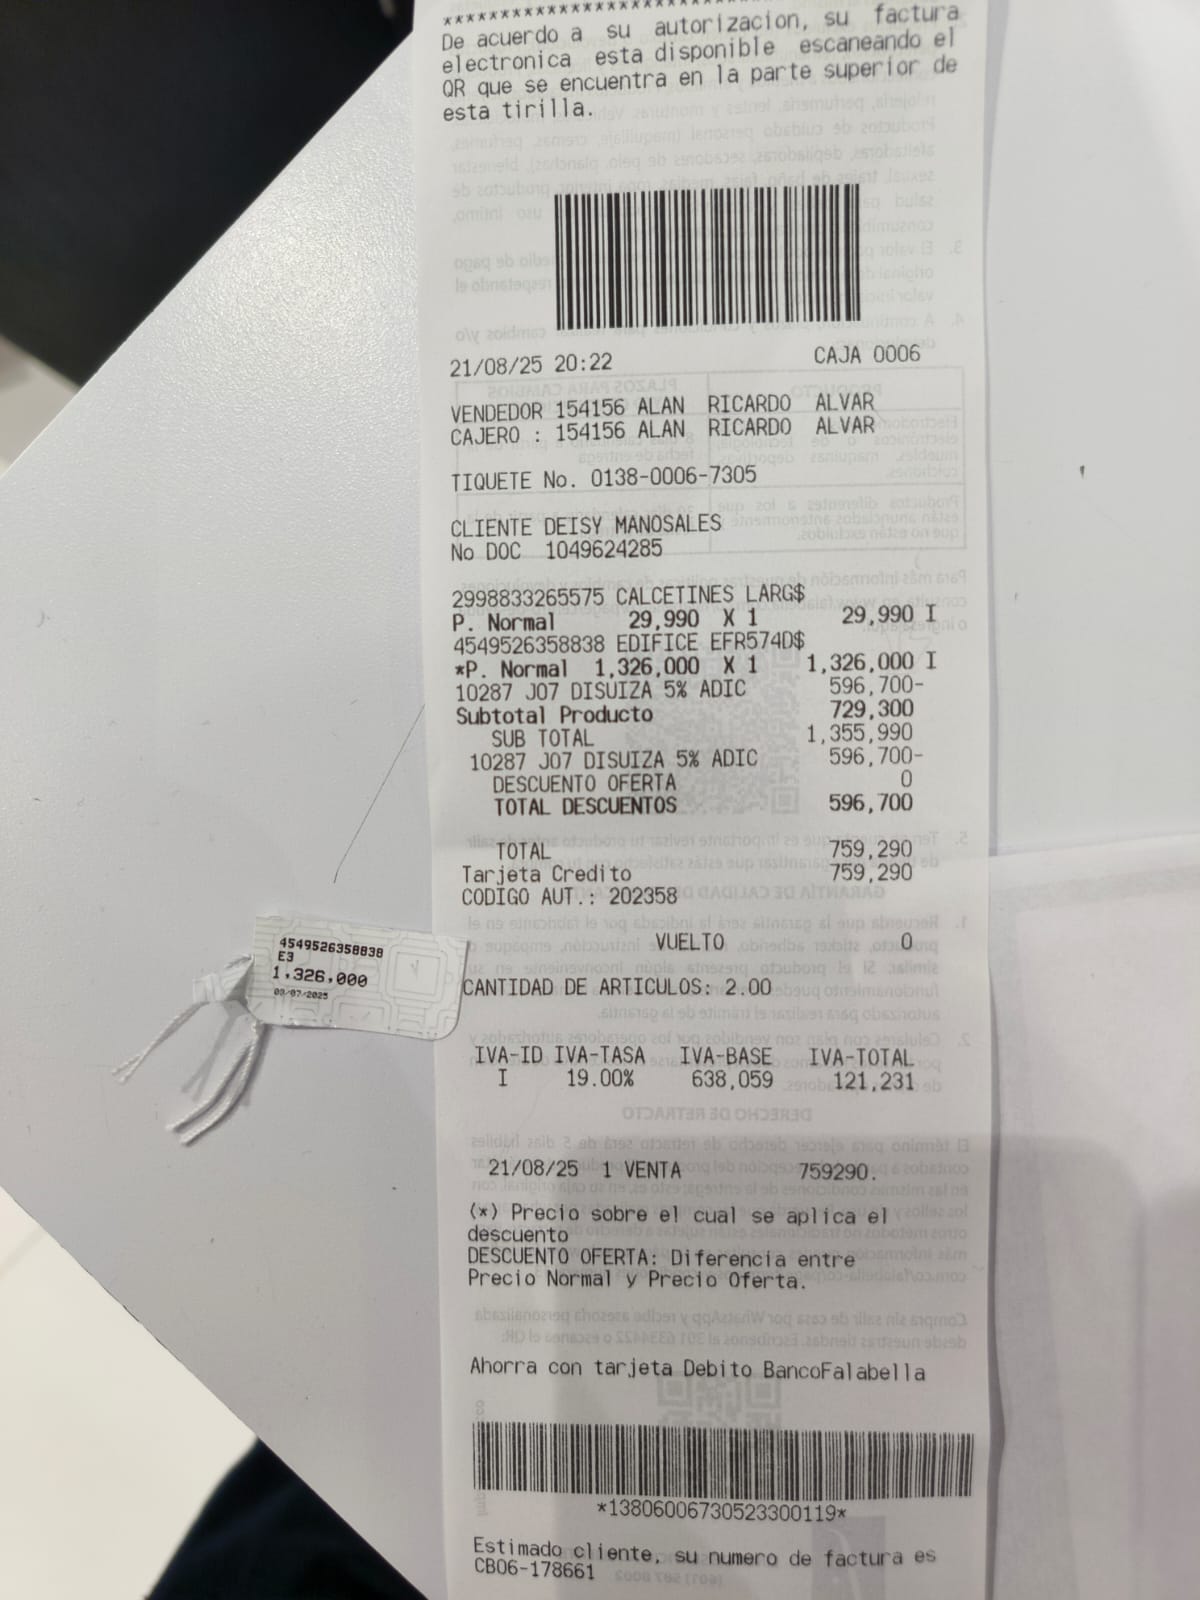 ************************
De acuerdo a su autorizacion, su factura
electronica esta disponible escaneando el
QR que se encuentra en la parte superior de
esta tirilla.
21/08/25 20:22 CAJA 0006
VENDEDOR 154156 ALAN RICARDO ALVAR
CAJERO : 154156 ALAN RICARDO ALVAR
TIQUETE No. 0138-0006-7305
CLIENTE DEISY MANOSALES
No DOC 1049624285
2998833265575 CALCETINES LARG$
P. Normal 29,990 X 1 29,990 I
4549526358838 EDIFICE EFR574D$
*P. Normal 1,326,000 X 1 1,326,000 I
10287 J07 DISUIZA 5% ADIC 596,700-
Subtotal Producto 729,300
SUB TOTAL 1,355,990
10287 J07 DISUIZA 5% ADIC 596,700-
DESCUENTO OFERTA 0
TOTAL DESCUENTOS 596,700
TOTAL 759,290
Tarjeta Credito 759,290
CODIGO AUT.: 202358
VUELTO 0
CANTIDAD DE ARTICULOS: 2.00
IVA-ID IVA-TASA IVA-BASE IVA-TOTAL
I 19.00% 638,059 121,231
21/08/25 1 VENTA 759290.
(*) Precio sobre el cual se aplica el
descuento
DESCUENTO OFERTA: Diferencia entre
Precio Normal y Precio Oferta.
Ahorra con tarjeta Debito BancoFalabella
*13806006730523300119*
Estimado cliente, su numero de factura es
CB06-178661
4549526358838
E3
1,326,000
03/07/2025